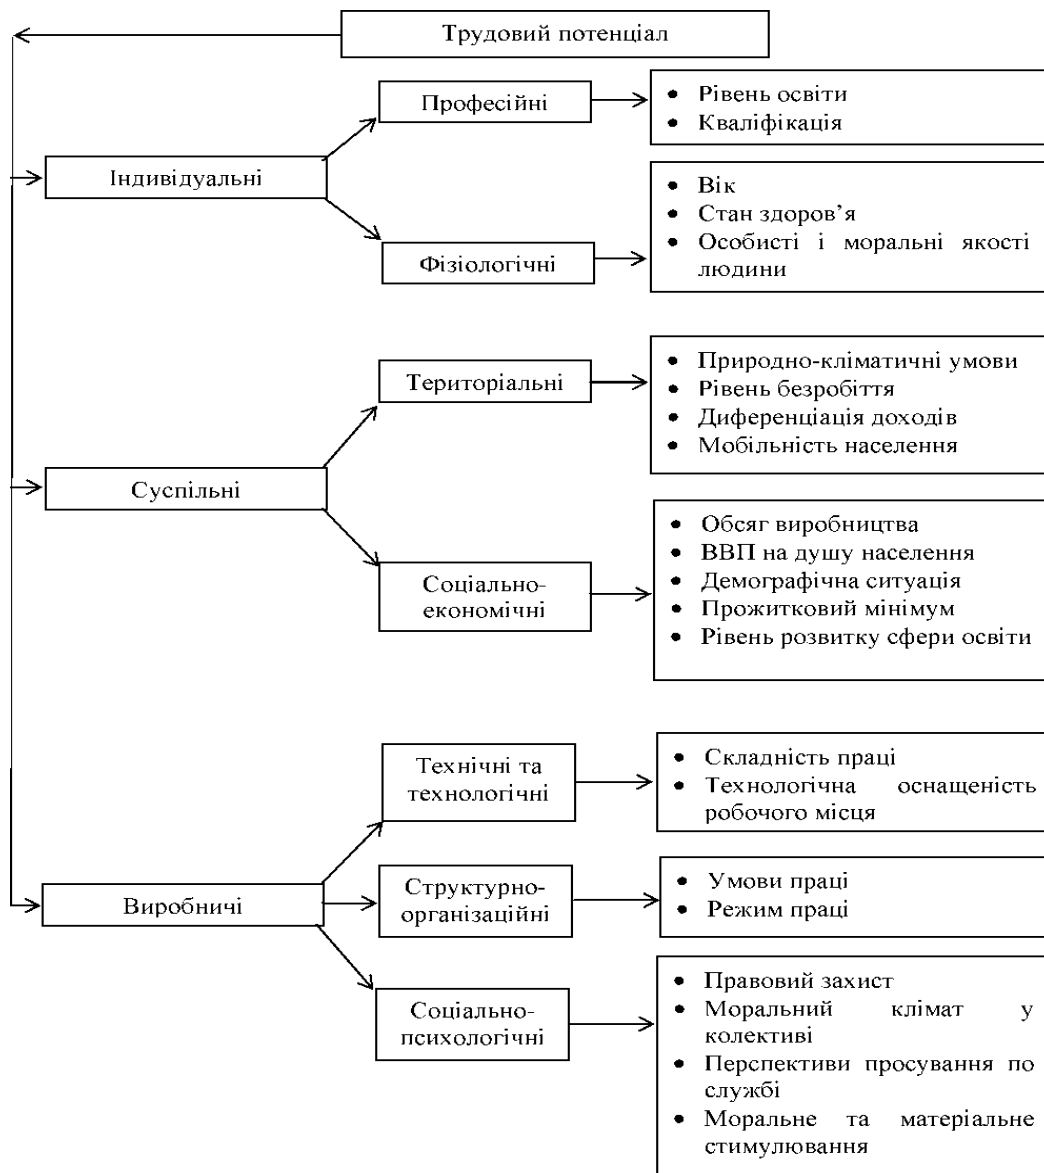 Трудовий потенціал
Професійні
• Рівень освіти
• Кваліфікація
Індивідуальні
Фізіологічні
• Вік
• Стан здоров’я
• Особисті і моральні якості
людини
Територіальні
• Природно-кліматичні умови
• Рівень безробіття
• Диференціація доходів
• Мобільність населення
Суспільні
Соціально-
економічні
• Обсяг виробництва
• ВВП на душу населення
• Демографічна ситуація
• Прожитковий мінімум
• Рівень розвитку сфери освіти
Технічні та
технологічні
• Складність праці
• Технологічна оснащеність
робочого місця
Виробничі
Структурно-
організаційні
• Умови праці
• Режим праці
Соціально-
психологічні
• Правовий захист
• Моральний клімат у
колективі
• Перспективи просування по
службі
• Моральне та матеріальне
стимулювання